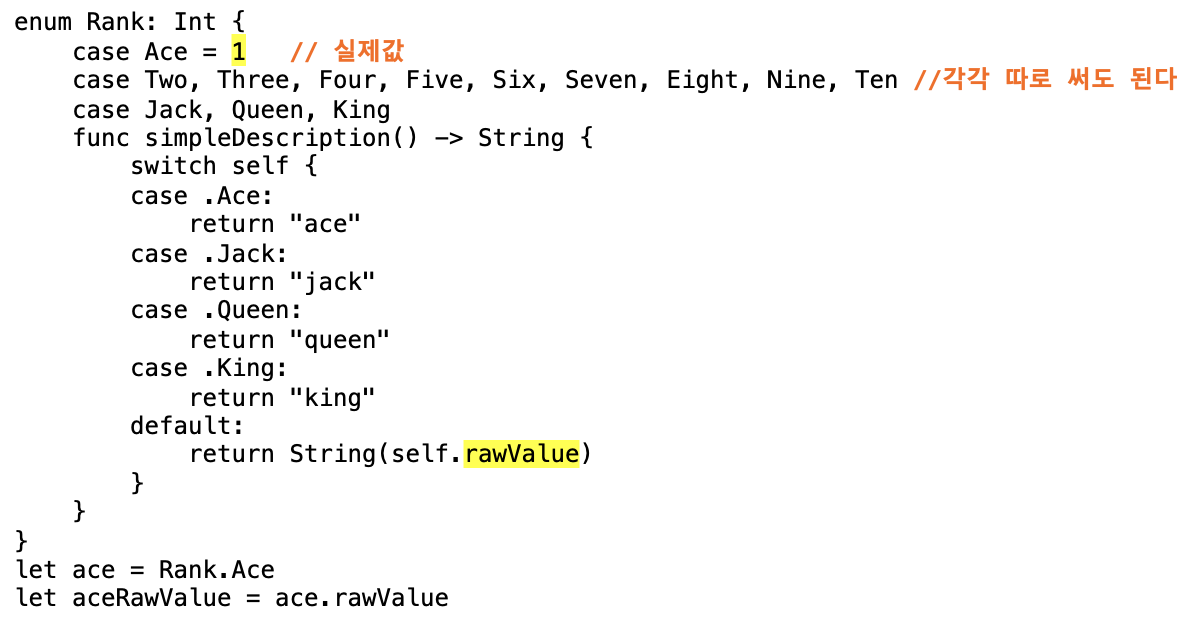 enum Rank: Int {
    case Ace = 1   // 실제값
    case Two, Three, Four, Five, Six, Seven, Eight, Nine, Ten //각각 따로 써도 된다
    case Jack, Queen, King
    func simpleDescription() -> String {
        switch self {
        case .Ace:
            return "ace"
        case .Jack:
            return "jack"
        case .Queen:
            return "queen"
        case .King:
            return "king"
        default:
            return String(self.rawValue)
        }
    }
}
let ace = Rank.Ace
let aceRawValue = ace.rawValue